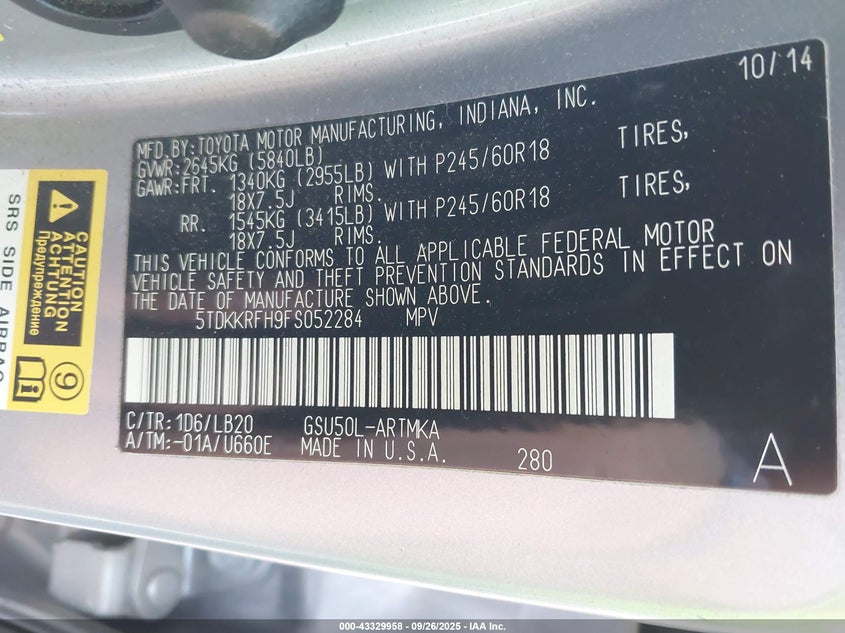 10/14
MFD.BY:TOYOTA MOTOR MANUFACTURING, INDIANA, INC.
GVWR:2645KG (5840LB)
GAWR:FRT. 1340KG (2955LB) WITH P245/60R18 TIRES,
18X7.5J RIMS.
RR. 1545KG (3415LB) WITH P245/60R18 TIRES,
18X7.5J RIMS.
THIS VEHICLE CONFORMS TO ALL APPLICABLE FEDERAL MOTOR
VEHICLE SAFETY AND THEFT PREVENTION STANDARDS IN EFFECT ON
THE DATE OF MANUFACTURE SHOWN ABOVE.
5TDKKRFH9FS052284 MPV
C/TR:1D6/LB20 GSU50L-ARTMKA
A/TM:-01A/U660E MADE IN U.S.A. 280
A
CAUTION
ATTENTION
ACHTUNG
Предупреждение
9
SRS SIDE AIRBAG
000-43329958 - 09/26/2025 - IAA Inc.